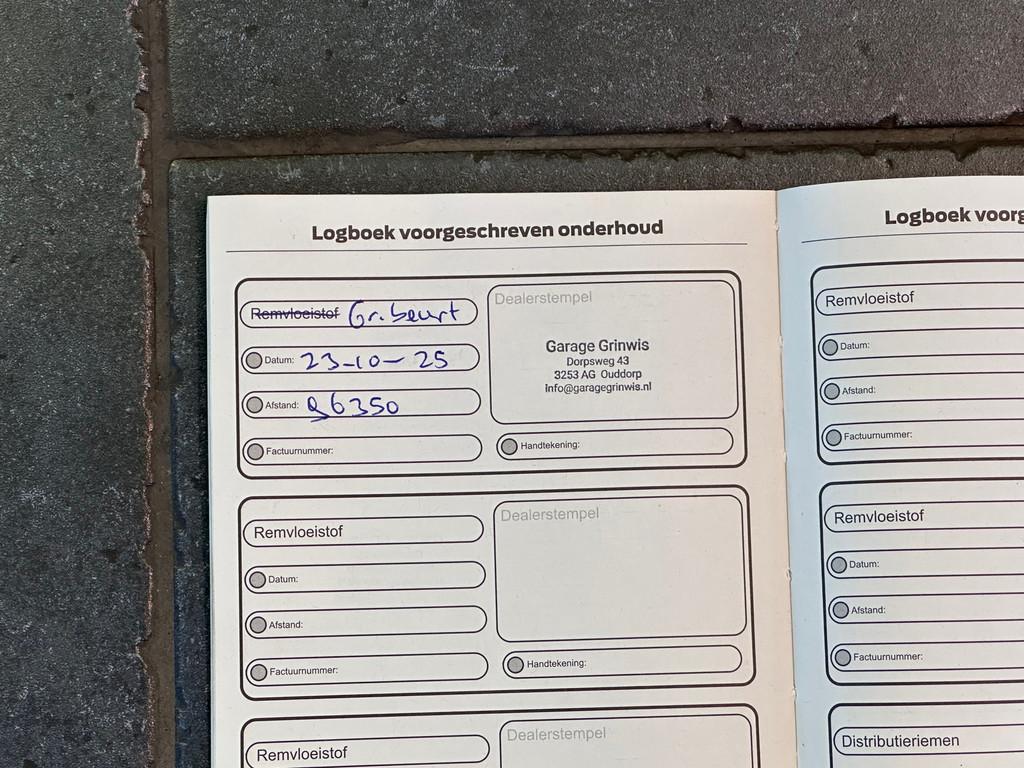 Logboek voorgeschreven onderhoud
Remvloeistof Gr. beurt
Datum: 23-10-25
Afstand: 86350
Factuurnummer:
Dealerstempel
Garage Grinwis
Dorpsweg 43
3253 AG Ouddorp
Info@garagegrinwis.nl
Handtekening:
Remvloeistof
Datum:
Afstand:
Factuurnummer:
Dealerstempel
Handtekening:
Remvloeistof
Dealerstempel
Logboek voorg
Remvloeistof
Datum:
Afstand:
Factuurnummer:
Remvloeistof
Datum:
Afstand:
Factuurnummer:
Distributieriemen